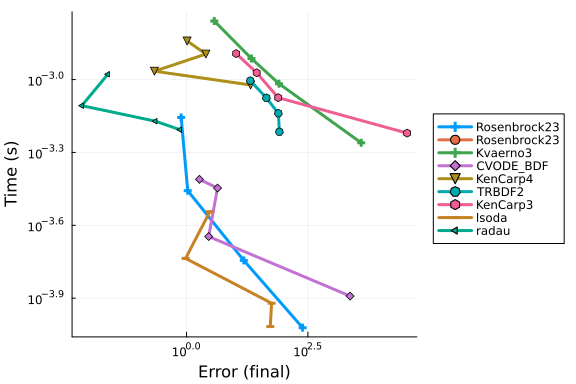 Time (s)
10^-3.0
10^-3.3
10^-3.6
10^-3.9
10^0.0
10^2.5
Error (final)
Rosenbrock23
Rosenbrock23
Kvaerno3
CVODE_BDF
KenCarp4
TRBDF2
KenCarp3
lsoda
radau